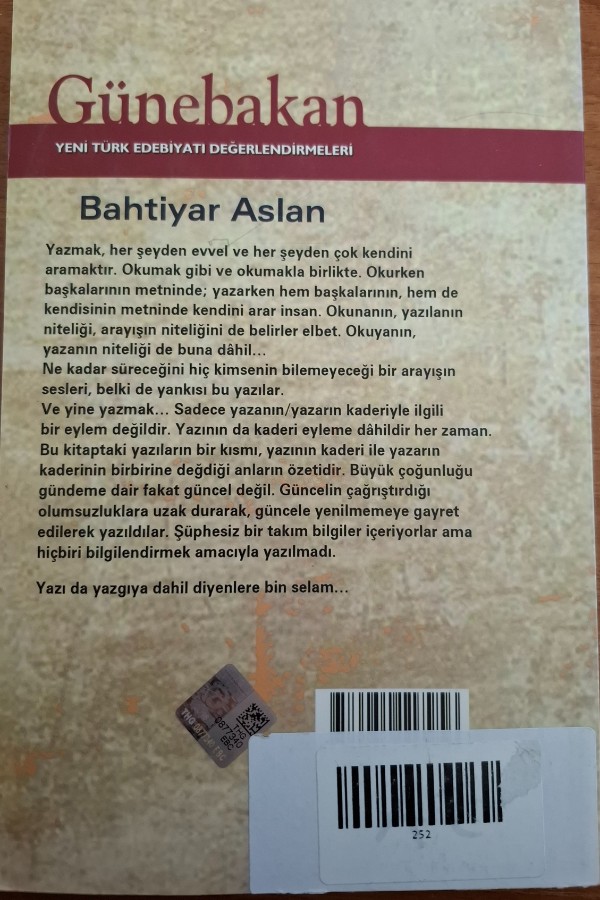 Günebakan
YENİ TÜRK EDEBİYATI DEĞERLENDİRMELERİ
Bahtiyar Aslan
Yazmak, her şeyden evvel ve her şeyden çok kendini
aramaktır. Okumak gibi ve okumakla birlikte. Okurken
başkalarının metninde; yazarken hem başkalarının, hem de
kendisinin metninde kendini arar insan. Okunanın, yazılanın
niteliği, arayışın niteliğini de belirler elbet. Okuyanın,
yazanın niteliği de buna dâhil...
Ne kadar süreceğini hiç kimsenin bilemeyeceği bir arayışın
sesleri, belki de yankısı bu yazılar.
Ve yine yazmak... Sadece yazanın/yazarın kaderiyle ilgili
bir eylem değildir. Yazının da kaderi eyleme dâhildir her zaman.
Bu kitaptaki yazıların bir kısmı, yazının kaderi ile yazarın
kaderinin birbirine değdiği anların özetidir. Büyük çoğunluğu
gündeme dair fakat güncel değil. Güncelin çağrıştırdığı
olumsuzluklara uzak durarak, güncele yenilmemeye gayret
edilerek yazıldılar. Şüphesiz bir takım bilgiler içeriyorlar ama
hiçbiri bilgilendirmek amacıyla yazılmadı.
Yazı da yazgıya dahil diyenlere bin selam...
THG
EBC
252